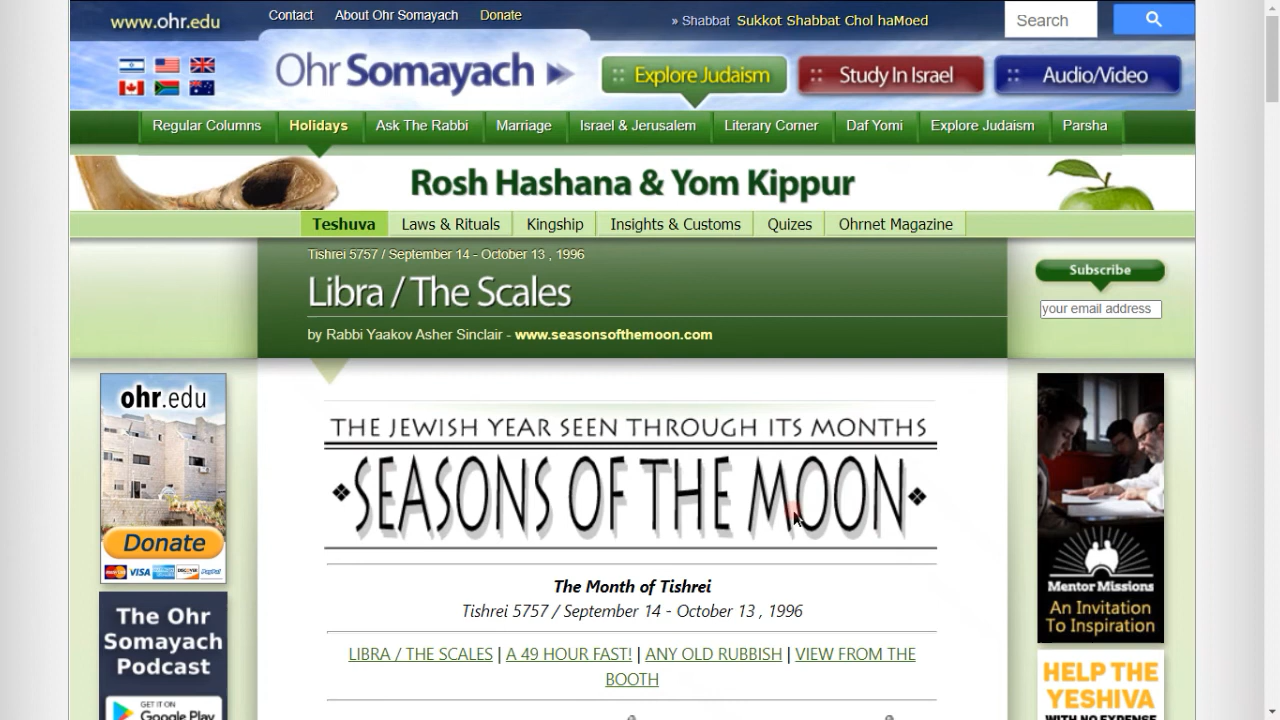 www.ohr.edu
Contact
About Ohr Somayach
Donate
» Shabbat Sukkot Shabbat Chol haMoed
Search
Ohr Somayach
:: Explore Judaism
:: Study In Israel
:: Audio/Video
Regular Columns
Holidays
Ask The Rabbi
Marriage
Israel & Jerusalem
Literary Corner
Daf Yomi
Explore Judaism
Parsha
Rosh Hashana & Yom Kippur
Teshuva
Laws & Rituals
Kingship
Insights & Customs
Quizes
Ohrnet Magazine
Tishrei 5757 / September 14 - October 13 , 1996
Libra / The Scales
by Rabbi Yaakov Asher Sinclair - www.seasonsofthemoon.com
Subscribe
your email address
ohr.edu
Donate
VISA
The Ohr
Somayach
Podcast
GET IT ON
Google Play
THE JEWISH YEAR SEEN THROUGH ITS MONTHS
SEASONS OF THE MOON
The Month of Tishrei
Tishrei 5757 / September 14 - October 13 , 1996
LIBRA / THE SCALES | A 49 HOUR FAST! | ANY OLD RUBBISH | VIEW FROM THE
BOOTH
Mentor Missions
An Invitation
To Inspiration
HELP THE
YESHIVA
WITH NO EXPENSE